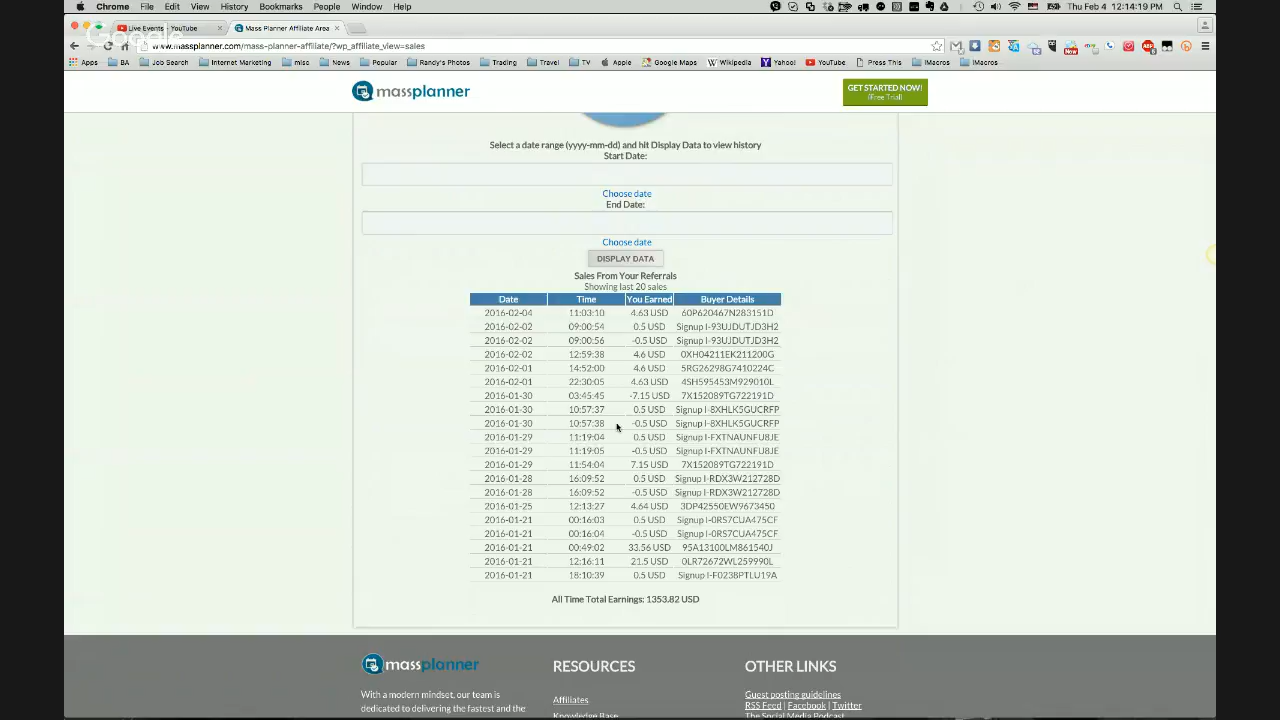 Chrome File Edit View History Bookmarks People Window Help Thu Feb 4 12:14:19 PM
Live Events - YouTube Mass Planner Affiliate Area
Google
www.massplanner.com/mass-planner-affiliate/?wp_affiliate_view=sales
Apps BA Job Search Internet Marketing misc News Popular Randy's Photos Trading Travel TV Apple Google Maps Wikipedia Yahoo! YouTube Press This iMacros iMacros
massplanner
GET STARTED NOW!
(Free Trial)
Select a date range (yyyy-mm-dd) and hit Display Data to view history
Start Date:
Choose date
End Date:
Choose date
DISPLAY DATA
Sales From Your Referrals
Showing last 20 sales
Date Time You Earned Buyer Details
2016-02-04 11:03:10 4.63 USD 60P620467N283151D
2016-02-02 09:00:54 0.5 USD Signup I-93UJDUTJD3H2
2016-02-02 09:00:56 -0.5 USD Signup I-93UJDUTJD3H2
2016-02-02 12:59:38 4.6 USD 0XH04211EK211200G
2016-02-01 14:52:00 4.6 USD 5RG26298G7410224C
2016-02-01 22:30:05 4.63 USD 4SH595453M929010L
2016-01-30 03:45:45 -7.15 USD 7X152089TG722191D
2016-01-30 10:57:37 0.5 USD Signup I-8XHLK5GUCRFP
2016-01-30 10:57:38 -0.5 USD Signup I-8XHLK5GUCRFP
2016-01-29 11:19:04 0.5 USD Signup I-FXTNAUNFU8JE
2016-01-29 11:19:05 -0.5 USD Signup I-FXTNAUNFU8JE
2016-01-29 11:54:04 7.15 USD 7X152089TG722191D
2016-01-28 16:09:52 0.5 USD Signup I-RDX3W212728D
2016-01-28 16:09:52 -0.5 USD Signup I-RDX3W212728D
2016-01-25 12:13:27 4.64 USD 3DP42550EW9673450
2016-01-21 00:16:03 0.5 USD Signup I-0RS7CUA475CF
2016-01-21 00:16:04 -0.5 USD Signup I-0RS7CUA475CF
2016-01-21 00:49:02 33.56 USD 95A13100LM861540J
2016-01-21 12:16:11 21.5 USD 0LR72672WL259990L
2016-01-21 18:10:39 0.5 USD Signup I-F0238PTLU19A
All Time Total Earnings: 1353.82 USD
massplanner RESOURCES OTHER LINKS
With a modern mindset, our team is Affiliates Guest posting guidelines
dedicated to delivering the fastest and the Knowledge Base RSS Feed | Facebook | Twitter
The Social Media Podcast